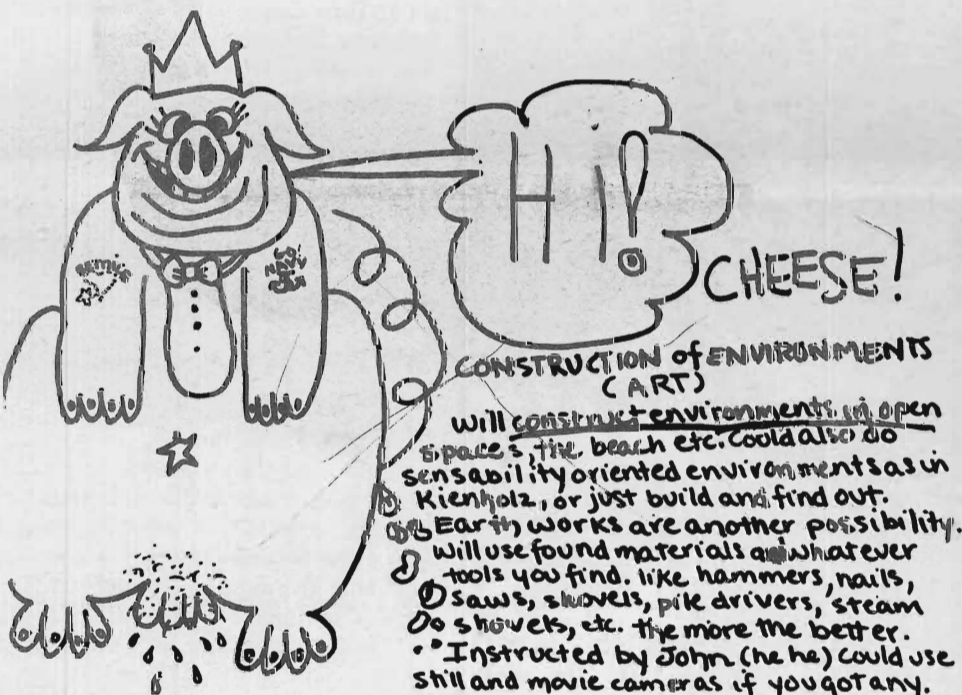 HI!
CHEESE!
CONSTRUCTION of ENVIRONMENTS
(ART)
will construct environments in open
spaces, the beach etc. Could also do
sensability oriented environments as in
Kienholz, or just build and find out.
Earth works are another possibility.
will use found materials and whatever
tools you find. like hammers, nails,
saws, shovels, pile drivers, steam
shovels, etc. the more the better.
Instructed by John (he he) could use
still and movie cameras if you got any.